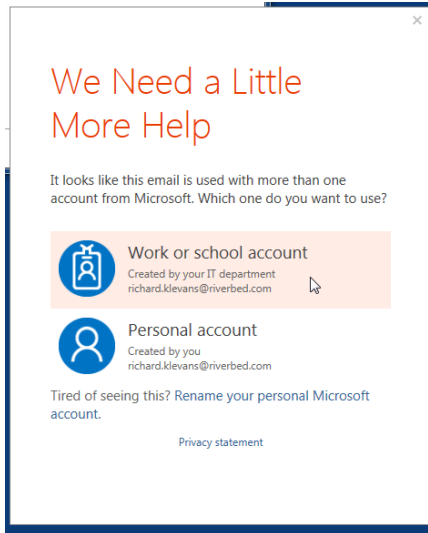 We Need a Little
More Help
It looks like this email is used with more than one
account from Microsoft. Which one do you want to use?
Work or school account
Created by your IT department
richard.klevans@riverbed.com
Personal account
Created by you
richard.klevans@riverbed.com
Tired of seeing this? Rename your personal Microsoft
account.
Privacy statement